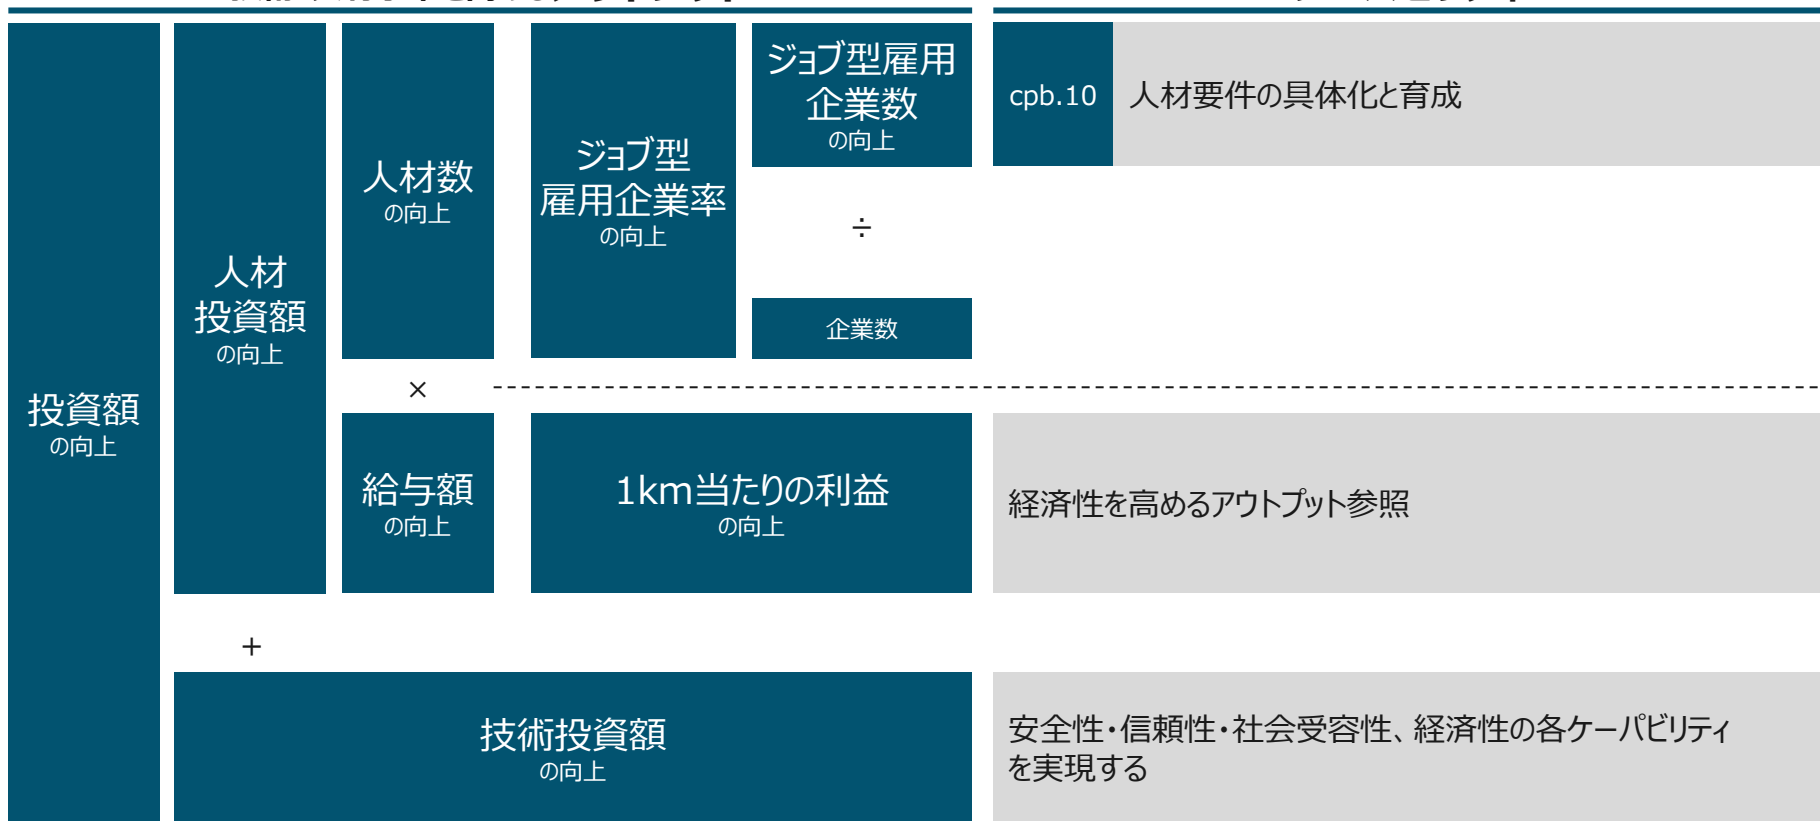 投資額
の向上
人材
投資額
の向上
人材数
の向上
ジョブ型
雇用企業率
の向上
ジョブ型雇用
企業数
の向上
÷
企業数
cpb.10
人材要件の具体化と育成
×
給与額
の向上
1km当たりの利益
の向上
経済性を高めるアウトプット参照
+
技術投資額
の向上
安全性・信頼性・社会受容性、経済性の各ケーパビリティ
を実現する